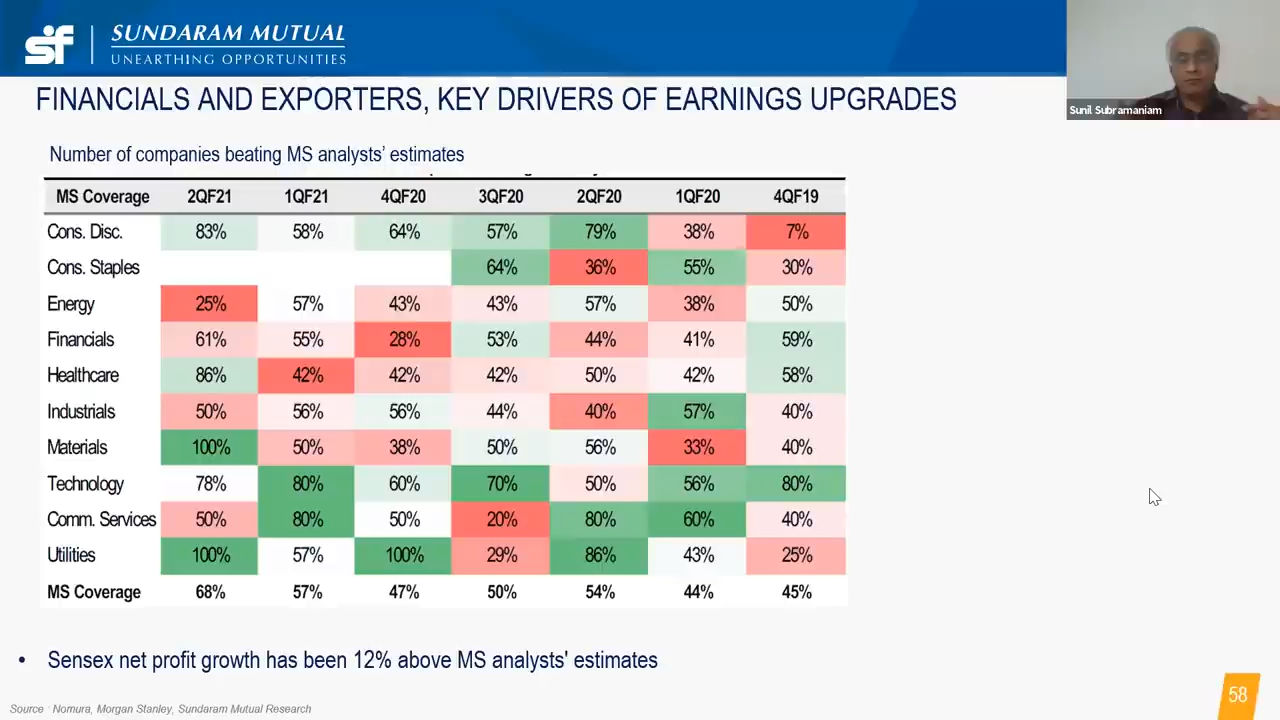 sf SUNDARAM MUTUAL
UNEARTHING OPPORTUNITIES
Sunil Subramaniam
FINANCIALS AND EXPORTERS, KEY DRIVERS OF EARNINGS UPGRADES
Number of companies beating MS analysts' estimates
MS Coverage 2QF21 1QF21 4QF20 3QF20 2QF20 1QF20 4QF19
Cons. Disc. 83% 58% 64% 57% 79% 38% 7%
Cons. Staples 64% 36% 55% 30%
Energy 25% 57% 43% 43% 57% 38% 50%
Financials 61% 55% 28% 53% 44% 41% 59%
Healthcare 86% 42% 42% 42% 50% 42% 58%
Industrials 50% 56% 56% 44% 40% 57% 40%
Materials 100% 50% 38% 50% 56% 33% 40%
Technology 78% 80% 60% 70% 50% 56% 80%
Comm. Services 50% 80% 50% 20% 80% 60% 40%
Utilities 100% 57% 100% 29% 86% 43% 25%
MS Coverage 68% 57% 47% 50% 54% 44% 45%
• Sensex net profit growth has been 12% above MS analysts' estimates
Source : Nomura, Morgan Stanley, Sundaram Mutual Research
58